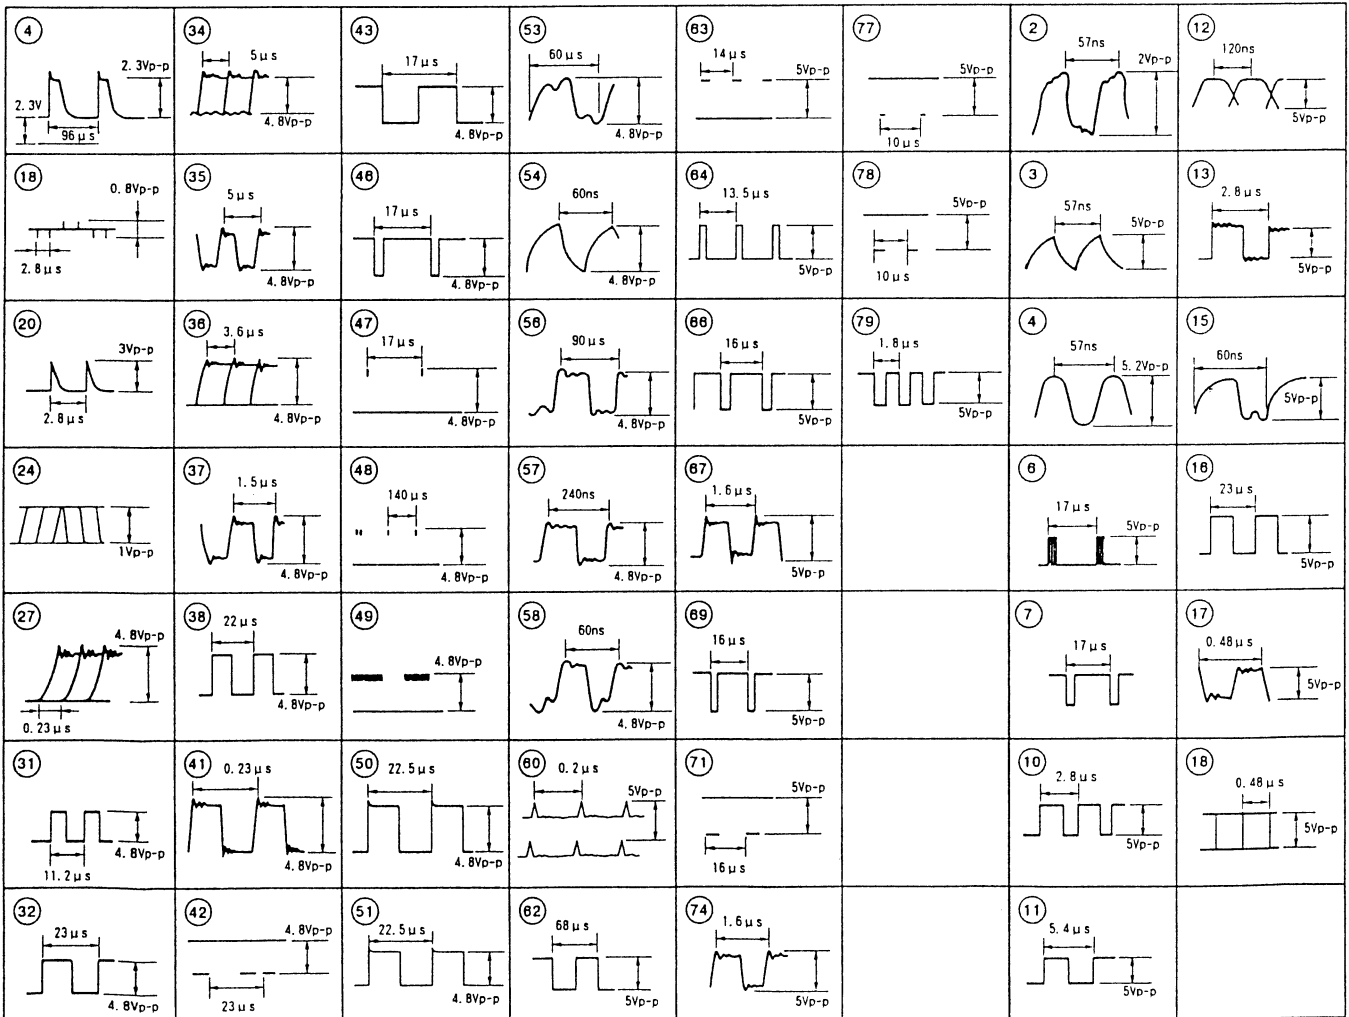 4
2.3Vp-p
2.3V
96μs
34
5μs
4.8Vp-p
43
17μs
4.8Vp-p
53
60μs
4.8Vp-p
63
14μs
5Vp-p
77
5Vp-p
10μs
2
57ns
2Vp-p
12
120ns
5Vp-p
18
0.8Vp-p
2.8μs
35
5μs
4.8Vp-p
46
17μs
4.8Vp-p
54
60ns
4.8Vp-p
64
13.5μs
5Vp-p
78
5Vp-p
10μs
3
57ns
5Vp-p
13
2.8μs
5Vp-p
20
3Vp-p
2.8μs
36
3.6μs
4.8Vp-p
47
17μs
4.8Vp-p
56
90μs
4.8Vp-p
66
16μs
5Vp-p
79
1.8μs
5Vp-p
4
57ns
5.2Vp-p
15
60ns
5Vp-p
24
1Vp-p
37
1.5μs
4.8Vp-p
48
140μs
4.8Vp-p
57
240ns
4.8Vp-p
67
1.6μs
5Vp-p
6
17μs
5Vp-p
16
23μs
5Vp-p
27
4.8Vp-p
0.23μs
38
22μs
4.8Vp-p
49
4.8Vp-p
58
60ns
4.8Vp-p
69
16μs
5Vp-p
7
17μs
5Vp-p
17
0.48μs
5Vp-p
31
4.8Vp-p
11.2μs
41
0.23μs
4.8Vp-p
50
22.5μs
4.8Vp-p
60
0.2μs
5Vp-p
71
5Vp-p
16μs
10
2.8μs
5Vp-p
18
0.48μs
5Vp-p
32
23μs
4.8Vp-p
42
4.8Vp-p
23μs
51
22.5μs
4.8Vp-p
62
68μs
5Vp-p
74
1.6μs
5Vp-p
11
5.4μs
5Vp-p